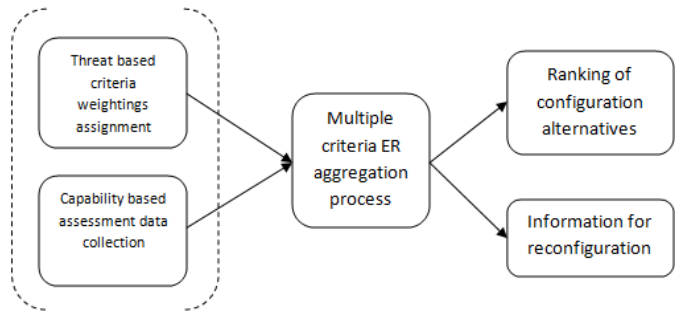 Threat based
criteria
weightings
assignment
Capability based
assessment data
collection
Multiple
criteria ER
aggregation
process
Ranking of
configuration
alternatives
Information for
reconfiguration